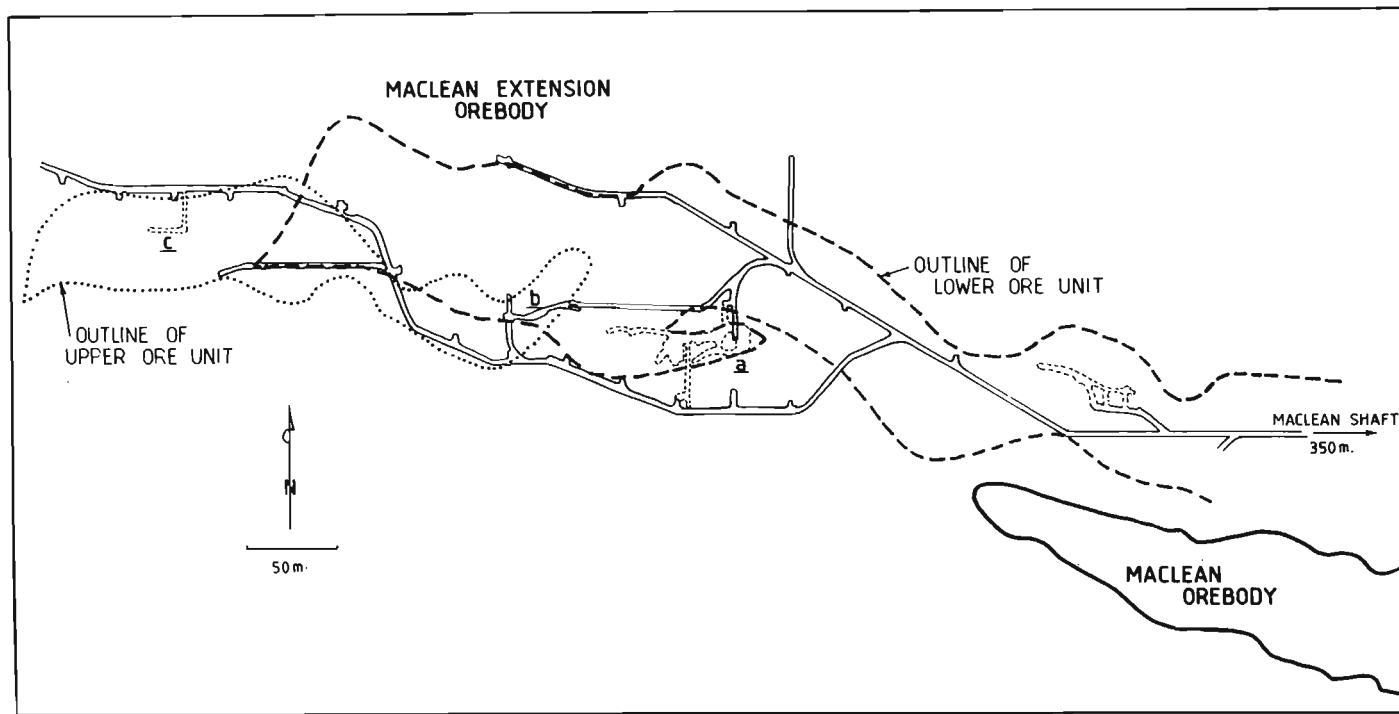 MACLEAN EXTENSION
OREBODY
c
b
a
OUTLINE OF
LOWER ORE UNIT
OUTLINE OF
UPPER ORE UNIT
N
50 m.
MACLEAN SHAFT
350 m.
MACLEAN
OREBODY